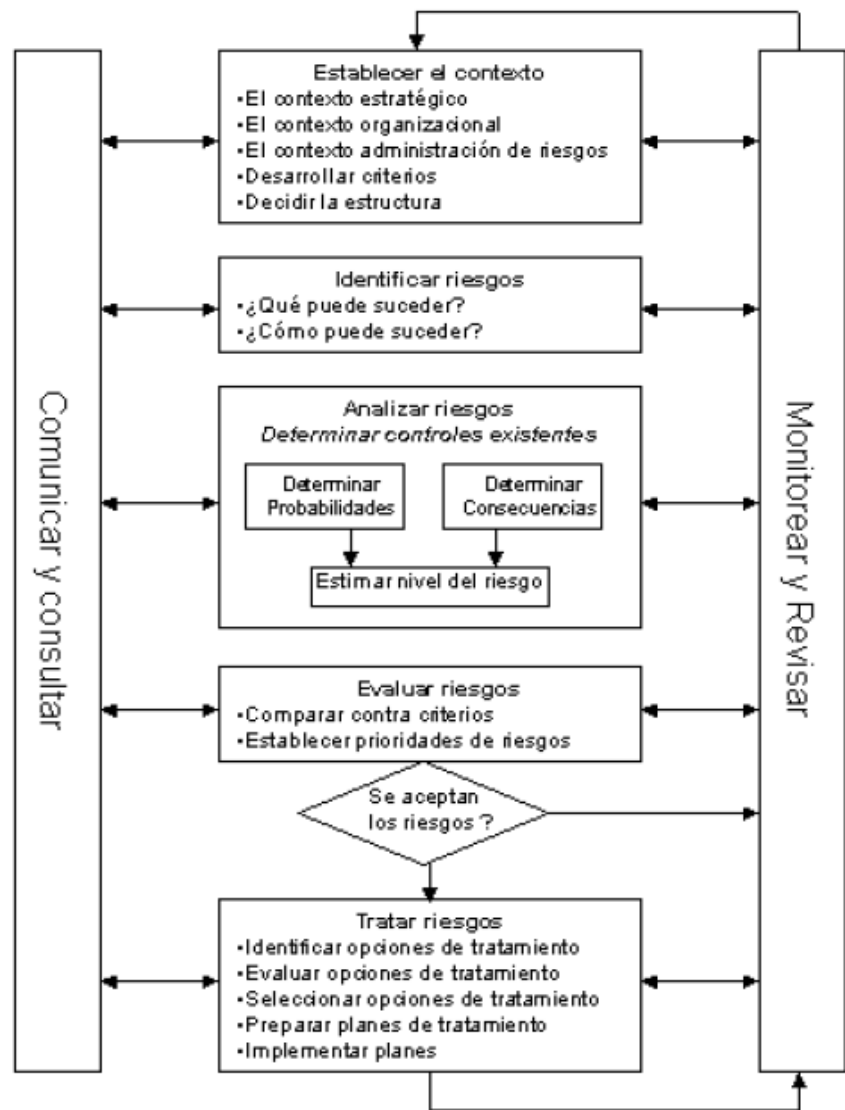 Establecer el contexto
•El contexto estratégico
•El contexto organizacional
•El contexto administración de riesgos
•Desarrollar criterios
•Decidir la estructura
Identificar riesgos
•¿Qué puede suceder?
•¿Cómo puede suceder?
Analizar riesgos
Determinar controles existentes
Determinar
Probabilidades
Determinar
Consecuencias
Estimar nivel del riesgo
Evaluar riesgos
•Comparar contra criterios
•Establecer prioridades de riesgos
Se aceptan
los riesgos ?
Tratar riesgos
•Identificar opciones de tratamiento
•Evaluar opciones de tratamiento
•Seleccionar opciones de tratamiento
•Preparar planes de tratamiento
•Implementar planes
Comunicar y consultar
Monitorear y Revisar